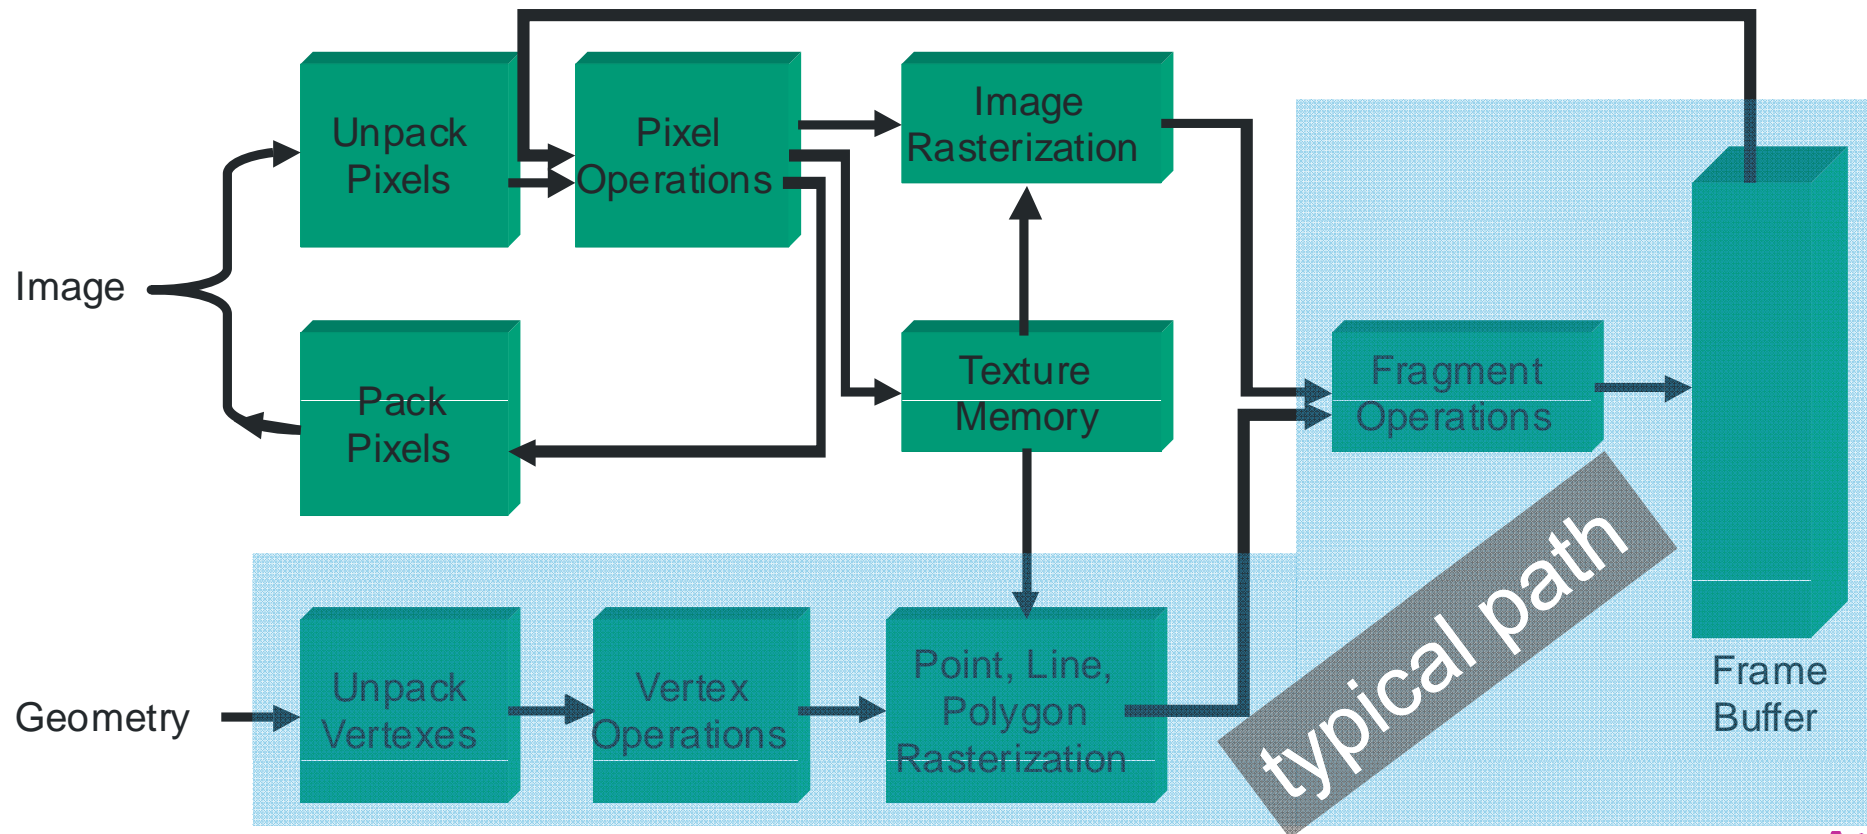 Unpack
Pixels
Pixel
Operations
Image
Rasterization
Image
Pack
Pixels
Texture
Memory
Fragment
Operations
Geometry
Unpack
Vertexes
Vertex
Operations
Point, Line,
Polygon
Rasterization
typical path
Frame
Buffer